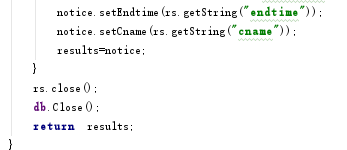 notice.setEndtime(rs.getString("endtime"));
notice.setCname(rs.getString("cname"));
results=notice;
}
rs.close();
db.Close();
return results;
}